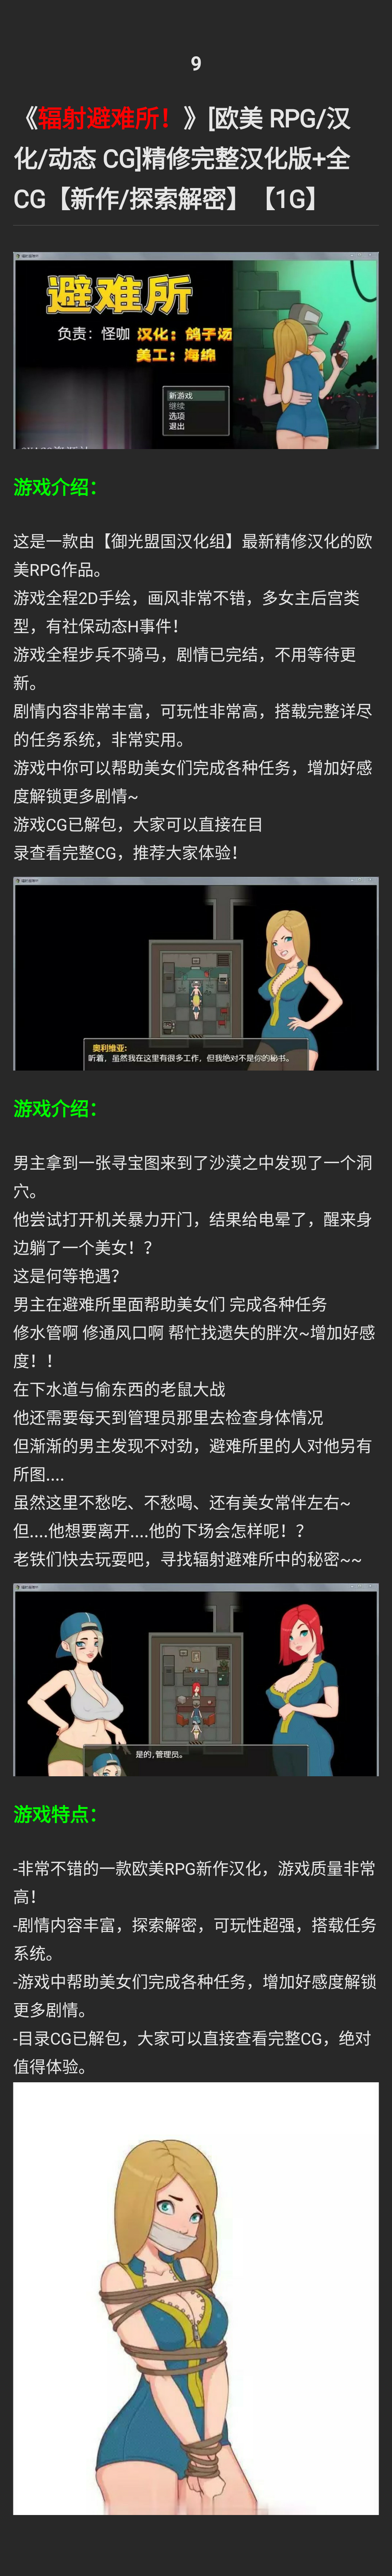 9
《辐射避难所！》[欧美 RPG/汉
化/动态 CG]精修完整汉化版+全
CG【新作/探索解密】【1G】
避难所
负责：怪咖 汉化：鸽子汤
美工：海绵
新游戏
继续
选项
退出
游戏介绍：
这是一款由【御光盟国汉化组】最新精修汉化的欧
美RPG作品。
游戏全程2D手绘，画风非常不错，多女主后宫类
型，有社保动态H事件！
游戏全程步兵不骑马，剧情已完结，不用等待更
新。
剧情内容非常丰富，可玩性非常高，搭载完整详尽
的任务系统，非常实用。
游戏中你可以帮助美女们完成各种任务，增加好感
度解锁更多剧情~
游戏CG已解包，大家可以直接在目
录查看完整CG，推荐大家体验！
奥利维亚：
听着，虽然我在这里有很多工作，但我绝对不是你的秘书。
游戏介绍：
男主拿到一张寻宝图来到了沙漠之中发现了一个洞
穴。
他尝试打开机关暴力开门，结果给电晕了，醒来身
边躺了一个美女！？
这是何等艳遇？
男主在避难所里面帮助美女们 完成各种任务
修水管啊 修通风口啊 帮忙找遗失的胖次~增加好感
度！！
在下水道与偷东西的老鼠大战
他还需要每天到管理员那里去检查身体情况
但渐渐的男主发现不对劲，避难所里的人对他另有
所图....
虽然这里不愁吃、不愁喝、还有美女常伴左右~
但....他想要离开....他的下场会怎样呢！？
老铁们快去玩耍吧，寻找辐射避难所中的秘密~~
是的,管理员。
游戏特点：
-非常不错的一款欧美RPG新作汉化，游戏质量非常
高！
-剧情内容丰富，探索解密，可玩性超强，搭载任务
系统。
-游戏中帮助美女们完成各种任务，增加好感度解锁
更多剧情。
-目录CG已解包，大家可以直接查看完整CG，绝对
值得体验。